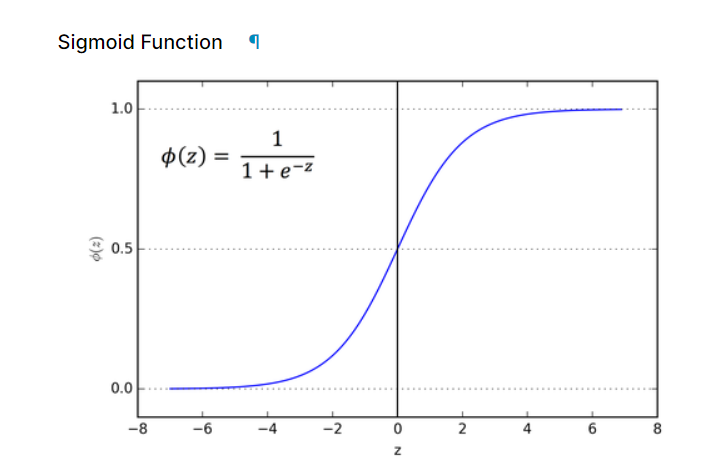 Sigmoid Function ¶
1.0
ϕ(z) = 1 / (1 + e^−z)
0.5
ϕ(z)
0.0
−8 −6 −4 −2 0 2 4 6 8
z